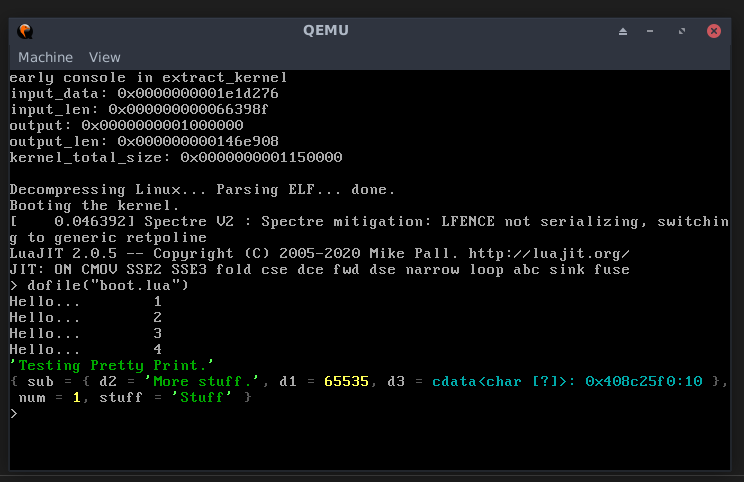 QEMU
Machine View
early console in extract_kernel
input_data: 0x0000000001e1d276
input_len: 0x000000000066398f
output: 0x0000000001000000
output_len: 0x000000000146e908
kernel_total_size: 0x0000000001150000
Decompressing Linux... Parsing ELF... done.
Booting the kernel.
[    0.046392] Spectre V2 : Spectre mitigation: LFENCE not serializing, switchin
g to generic retpoline
LuaJIT 2.0.5 -- Copyright (C) 2005-2020 Mike Pall. http://luajit.org/
JIT: ON CMOV SSE2 SSE3 fold cse dce fwd dse narrow loop abc sink fuse
> dofile("boot.lua")
Hello...        1
Hello...        2
Hello...        3
Hello...        4
'Testing Pretty Print.'
{ sub = { d2 = 'More stuff.', d1 = 65535, d3 = cdata<char [?]>: 0x408c25f0:10 },
 num = 1, stuff = 'Stuff' }
>